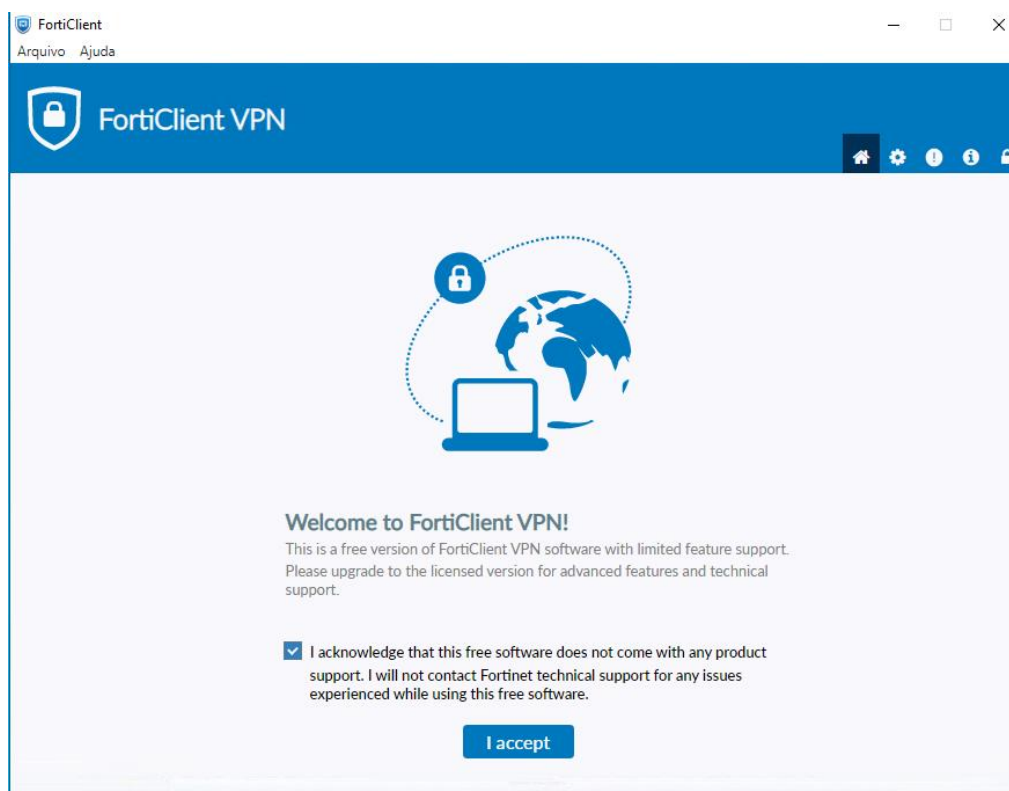 FortiClient
Arquivo Ajuda
FortiClient VPN
Welcome to FortiClient VPN!
This is a free version of FortiClient VPN software with limited feature support.
Please upgrade to the licensed version for advanced features and technical
support.
I acknowledge that this free software does not come with any product
support. I will not contact Fortinet technical support for any issues
experienced while using this free software.
I accept